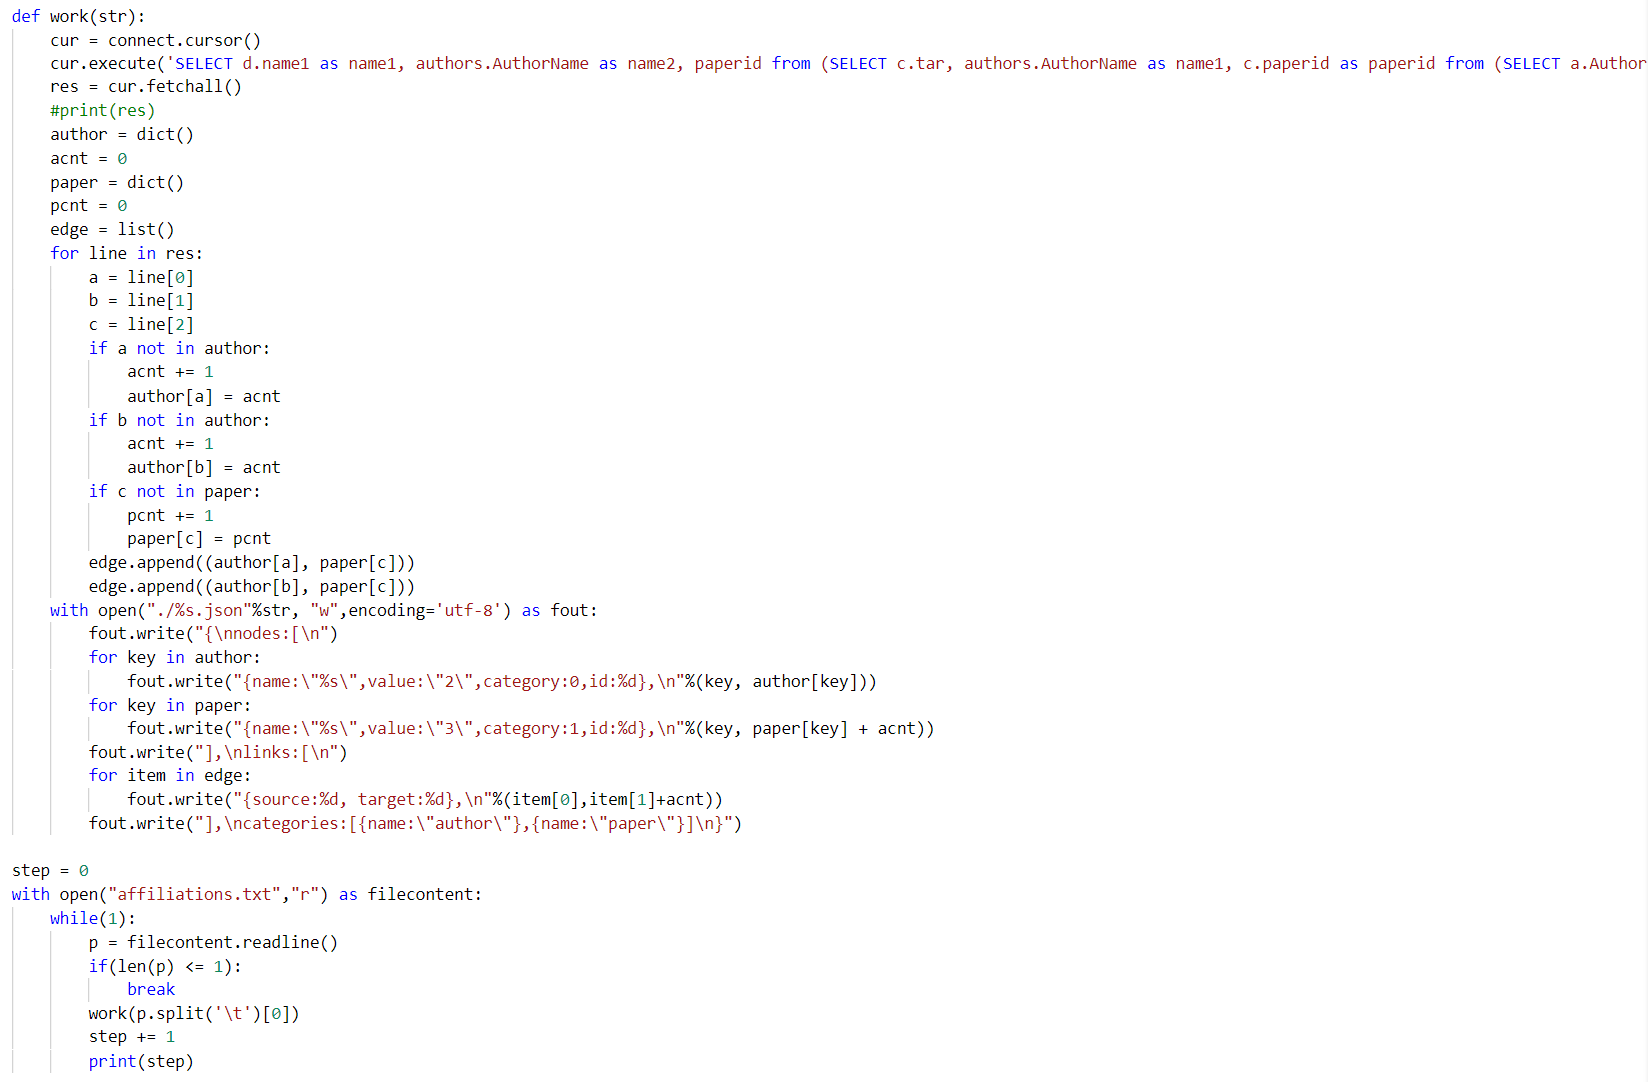 def work(str):
    cur = connect.cursor()
    cur.execute('SELECT d.name1 as name1, authors.AuthorName as name2, paperid from (SELECT c.tar, authors.AuthorName as name1, c.paperid as paperid from (SELECT a.Author
    res = cur.fetchall()
    #print(res)
    author = dict()
    acnt = 0
    paper = dict()
    pcnt = 0
    edge = list()
    for line in res:
        a = line[0]
        b = line[1]
        c = line[2]
        if a not in author:
            acnt += 1
            author[a] = acnt
        if b not in author:
            acnt += 1
            author[b] = acnt
        if c not in paper:
            pcnt += 1
            paper[c] = pcnt
        edge.append((author[a], paper[c]))
        edge.append((author[b], paper[c]))
    with open("./%s.json"%str, "w",encoding='utf-8') as fout:
        fout.write("{\nnodes:[\n")
        for key in author:
            fout.write("{name:\"%s\",value:\"2\",category:0,id:%d},\n"%(key, author[key]))
        for key in paper:
            fout.write("{name:\"%s\",value:\"3\",category:1,id:%d},\n"%(key, paper[key] + acnt))
        fout.write("],\nlinks:[\n")
        for item in edge:
            fout.write("{source:%d, target:%d},\n"%(item[0],item[1]+acnt))
        fout.write("],\ncategories:[{name:\"author\"},{name:\"paper\"}]\n}")

step = 0
with open("affiliations.txt","r") as filecontent:
    while(1):
        p = filecontent.readline()
        if(len(p) <= 1):
            break
        work(p.split('\t')[0])
        step += 1
        print(step)